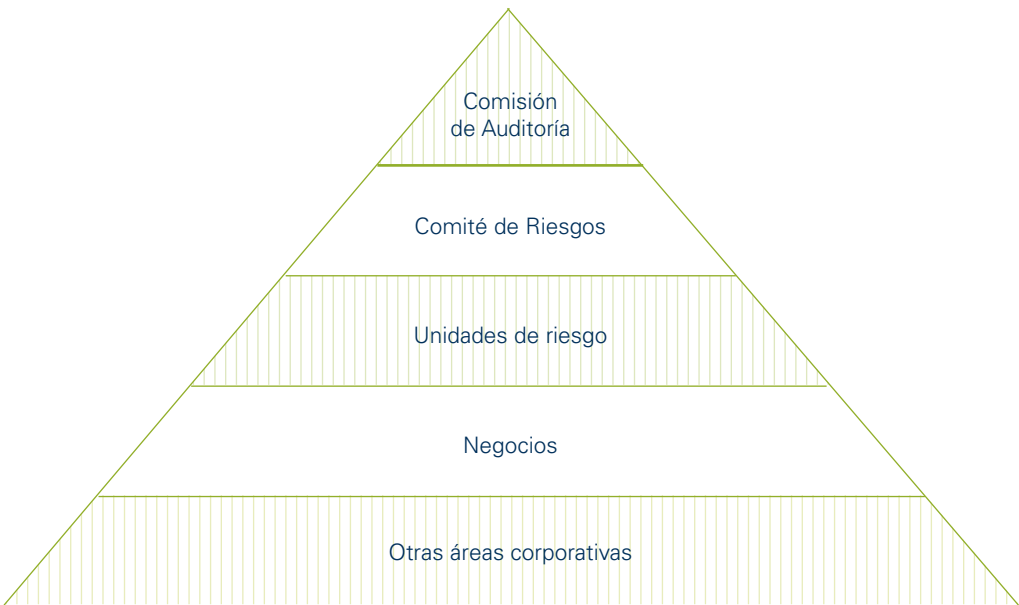 Comisión
de Auditoría
Comité de Riesgos
Unidades de riesgo
Negocios
Otras áreas corporativas